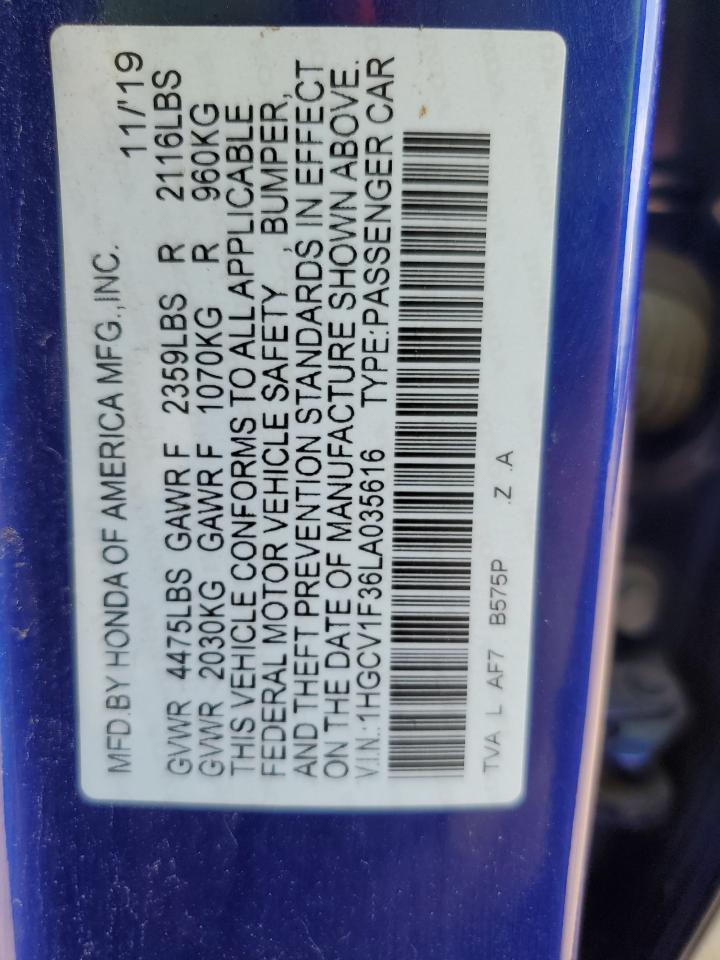 MFD.BY HONDA OF AMERICA MFG.,INC. 11/'19
GVWR 4475LBS GAWR F 2359LBS R 2116LBS
GVWR 2030KG GAWR F 1070KG R 960KG
THIS VEHICLE CONFORMS TO ALL APPLICABLE
FEDERAL MOTOR VEHICLE SAFETY , BUMPER,
AND THEFT PREVENTION STANDARDS IN EFFECT
ON THE DATE OF MANUFACTURE SHOWN ABOVE.
V.I.N.:1HGCV1F36LA035616 TYPE:PASSENGER CAR
TVA L AF7 B575P .Z .A